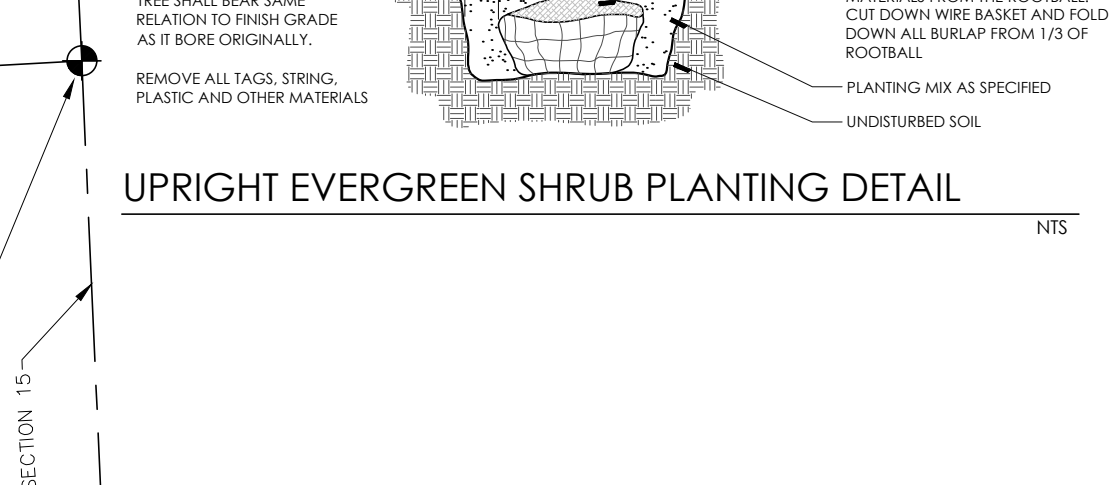 TREE SHALL BEAR SAME
RELATION TO FINISH GRADE
AS IT BORE ORIGINALLY.
REMOVE ALL TAGS, STRING,
PLASTIC AND OTHER MATERIALS
MATERIALS FROM THE ROOTBALL.
CUT DOWN WIRE BASKET AND FOLD
DOWN ALL BURLAP FROM 1/3 OF
ROOTBALL
PLANTING MIX AS SPECIFIED
UNDISTURBED SOIL
UPRIGHT EVERGREEN SHRUB PLANTING DETAIL
NTS
SECTION 15